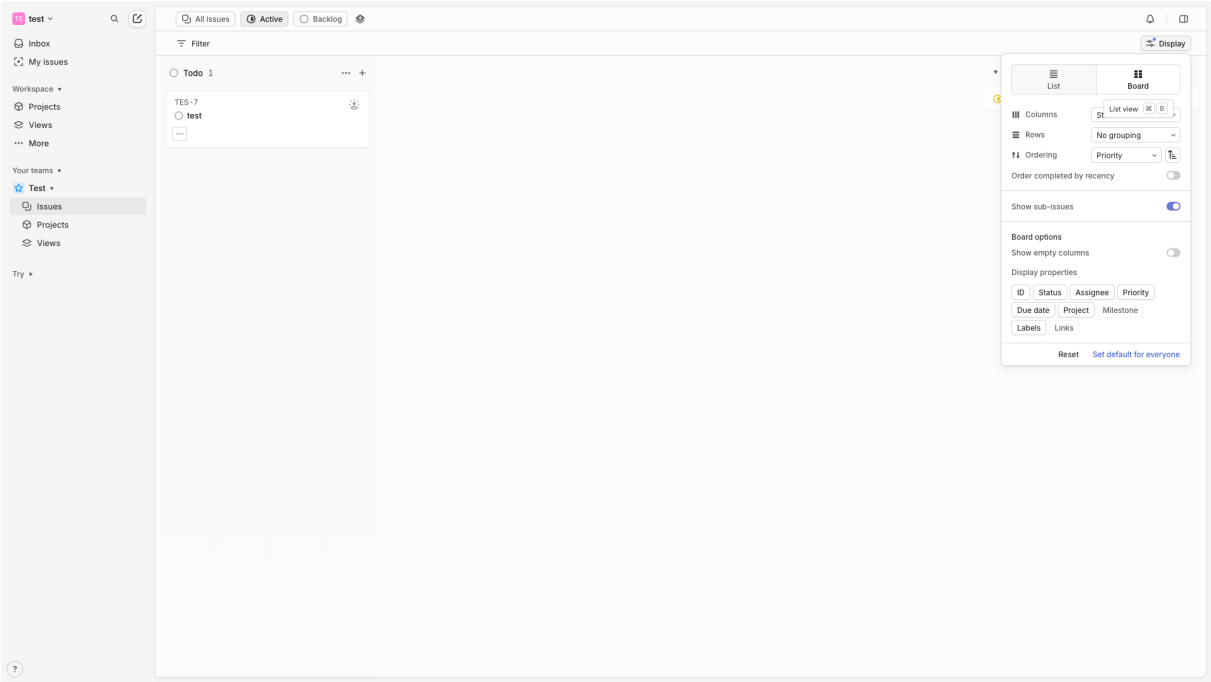 TE test
Inbox
My issues
Workspace
Projects
Views
More
Your teams
Test
Issues
Projects
Views
Try
?
All issues
Active
Backlog
Filter
Display
Todo 1
TES-7
test
List
Board
List view ⌘ B
Columns
Rows No grouping
Ordering Priority
Order completed by recency
Show sub-issues
Board options
Show empty columns
Display properties
ID Status Assignee Priority
Due date Project Milestone
Labels Links
Reset Set default for everyone